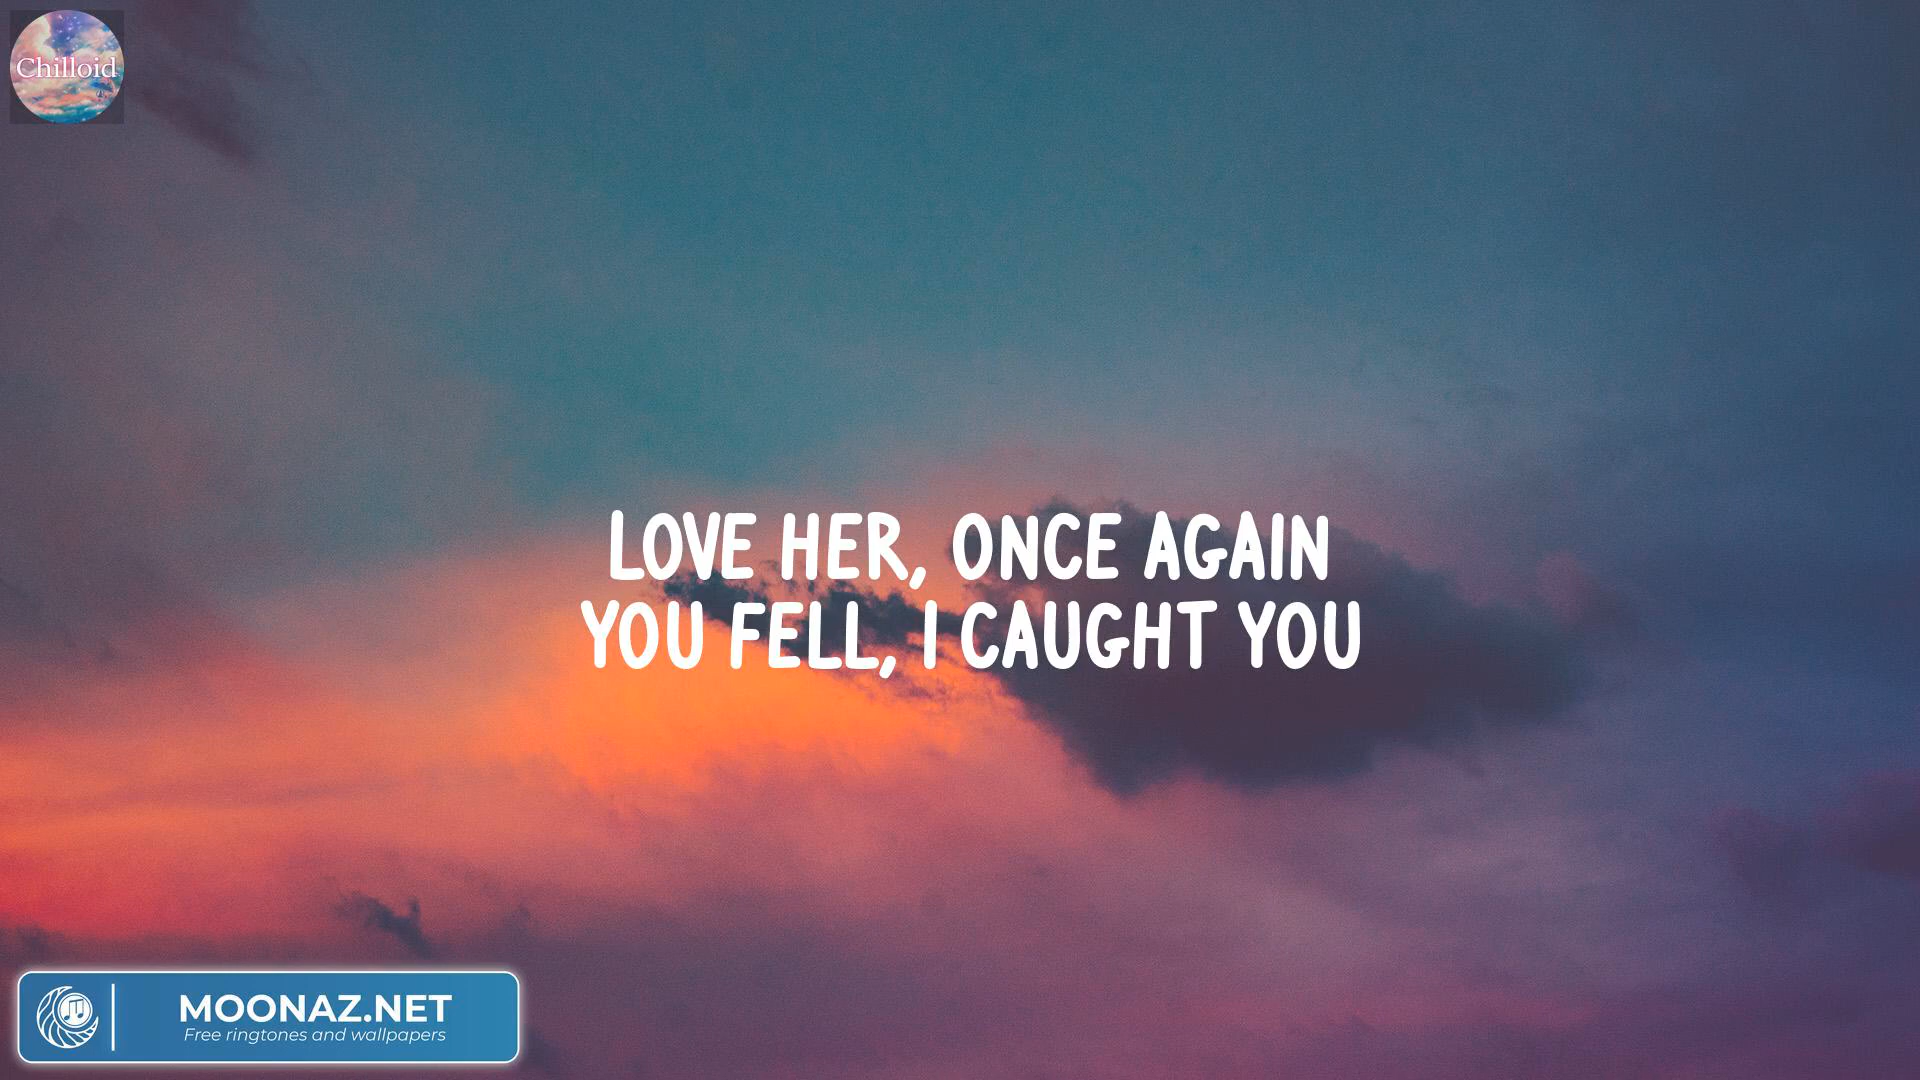 Chilloid
LOVE HER, ONCE AGAIN
YOU FELL, I CAUGHT YOU
MOONAZ.NET
Free ringtones and wallpapers